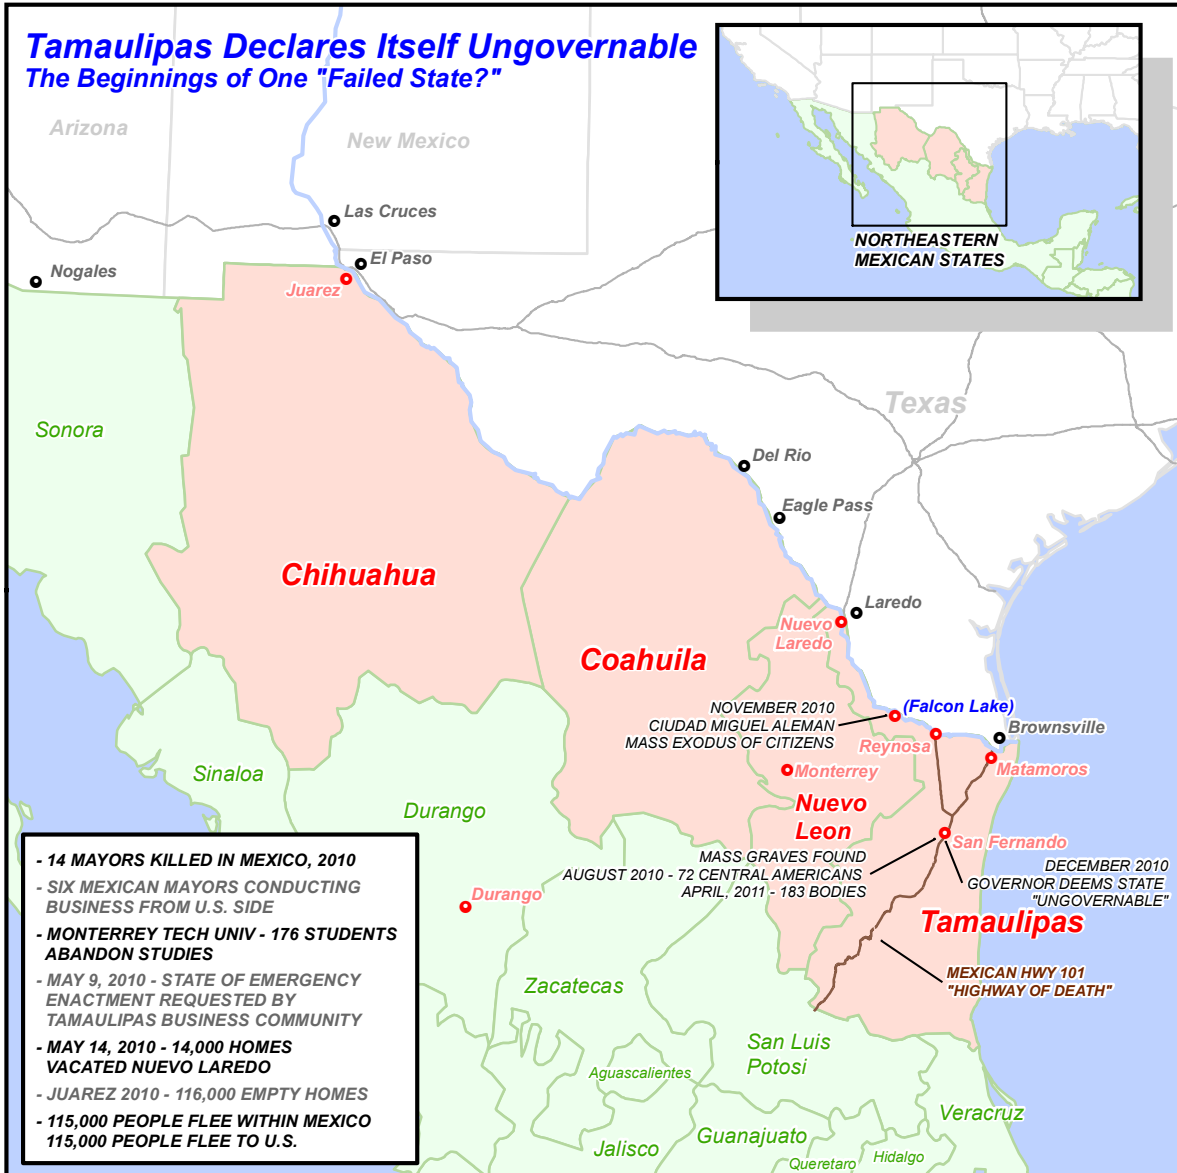 Tamaulipas Declares Itself Ungovernable
The Beginnings of One "Failed State?"
Arizona
New Mexico
Las Cruces
El Paso
Nogales
Juarez
NORTHEASTERN
MEXICAN STATES
Texas
Sonora
Del Rio
Eagle Pass
Chihuahua
Laredo
Nuevo
Laredo
Coahuila
NOVEMBER 2010
CIUDAD MIGUEL ALEMAN
MASS EXODUS OF CITIZENS
(Falcon Lake)
Brownsville
Reynosa
Matamoros
Monterrey
Sinaloa
Durango
Nuevo
Leon
San Fernando
MASS GRAVES FOUND
AUGUST 2010 - 72 CENTRAL AMERICANS
APRIL, 2011 - 183 BODIES
DECEMBER 2010
GOVERNOR DEEMS STATE
"UNGOVERNABLE"
Durango
Tamaulipas
MEXICAN HWY 101
"HIGHWAY OF DEATH"
Zacatecas
San Luis
Potosi
Aguascalientes
Veracruz
Guanajuato
Jalisco
Queretaro
Hidalgo
- 14 MAYORS KILLED IN MEXICO, 2010
- SIX MEXICAN MAYORS CONDUCTING
BUSINESS FROM U.S. SIDE
- MONTERREY TECH UNIV - 176 STUDENTS
ABANDON STUDIES
- MAY 9, 2010 - STATE OF EMERGENCY
ENACTMENT REQUESTED BY
TAMAULIPAS BUSINESS COMMUNITY
- MAY 14, 2010 - 14,000 HOMES
VACATED NUEVO LAREDO
- JUAREZ 2010 - 116,000 EMPTY HOMES
- 115,000 PEOPLE FLEE WITHIN MEXICO
115,000 PEOPLE FLEE TO U.S.